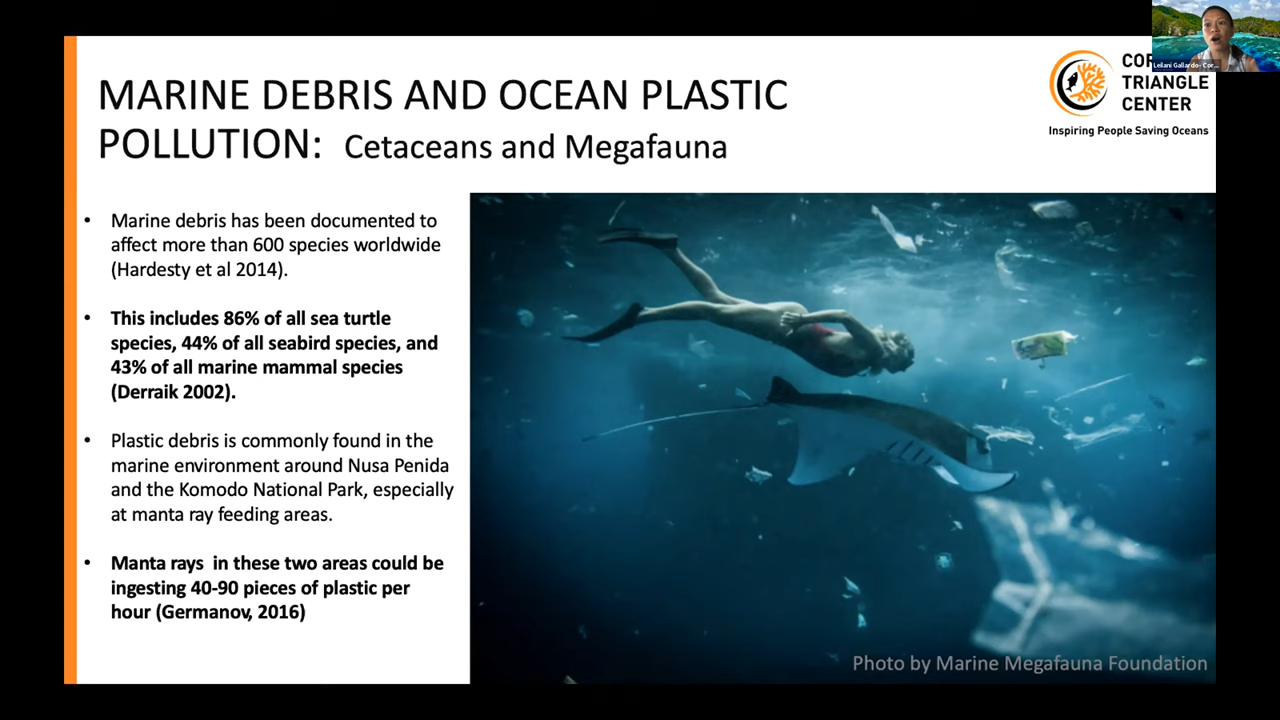 MARINE DEBRIS AND OCEAN PLASTIC
POLLUTION: Cetaceans and Megafauna
TRIANGLE
CENTER
Inspiring People Saving Oceans
Leilani Gallardo- Cor...
• Marine debris has been documented to
affect more than 600 species worldwide
(Hardesty et al 2014).
• This includes 86% of all sea turtle
species, 44% of all seabird species, and
43% of all marine mammal species
(Derraik 2002).
• Plastic debris is commonly found in the
marine environment around Nusa Penida
and the Komodo National Park, especially
at manta ray feeding areas.
• Manta rays in these two areas could be
ingesting 40-90 pieces of plastic per
hour (Germanov, 2016)
Photo by Marine Megafauna Foundation